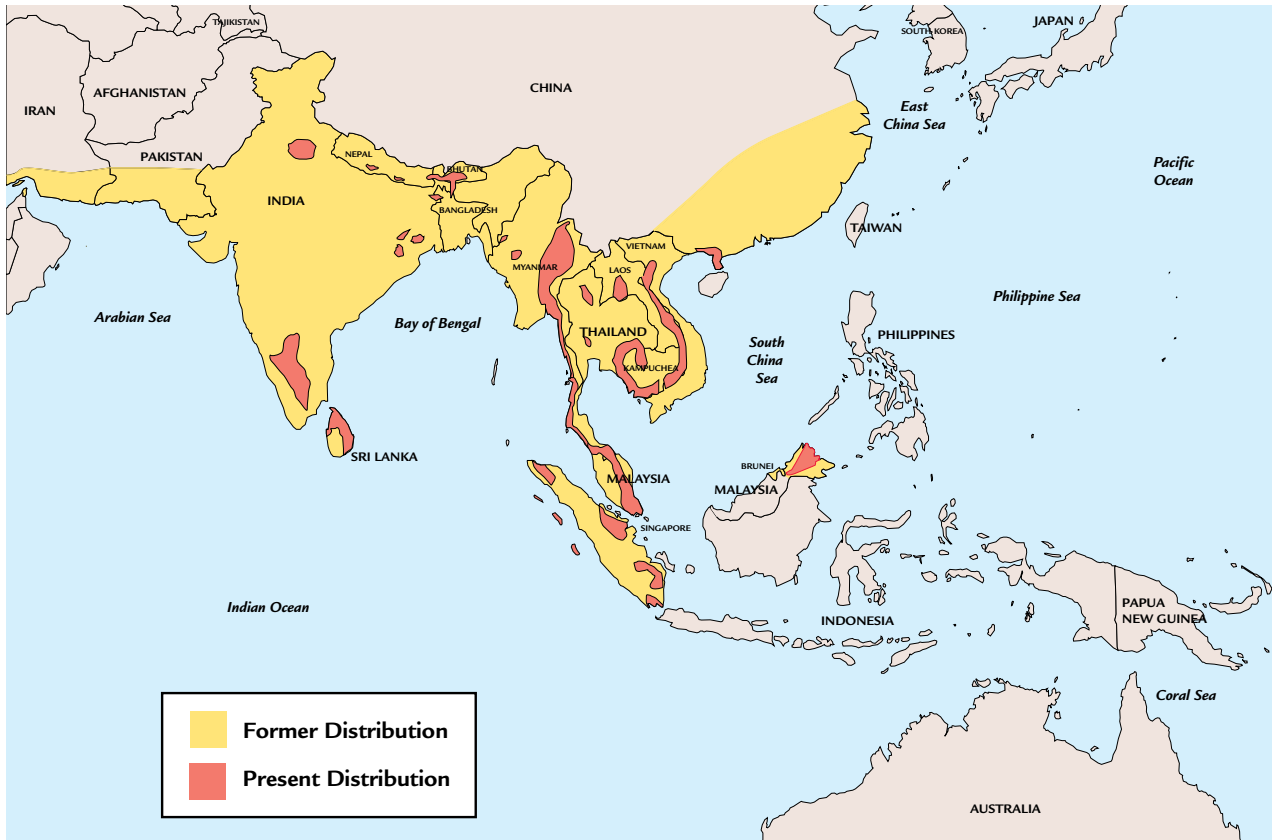 TAJIKISTAN
JAPAN
SOUTH KOREA
AFGHANISTAN
CHINA
IRAN
East
China Sea
PAKISTAN
NEPAL
BHUTAN
Pacific
Ocean
INDIA
BANGLADESH
TAIWAN
VIETNAM
MYANMAR
LAOS
Philippine Sea
Arabian Sea
Bay of Bengal
THAILAND
PHILIPPINES
South
China
Sea
KAMPUCHEA
SRI LANKA
BRUNEI
MALAYSIA
MALAYSIA
SINGAPORE
Indian Ocean
INDONESIA
PAPUA
NEW GUINEA
Coral Sea
Former Distribution
Present Distribution
AUSTRALIA